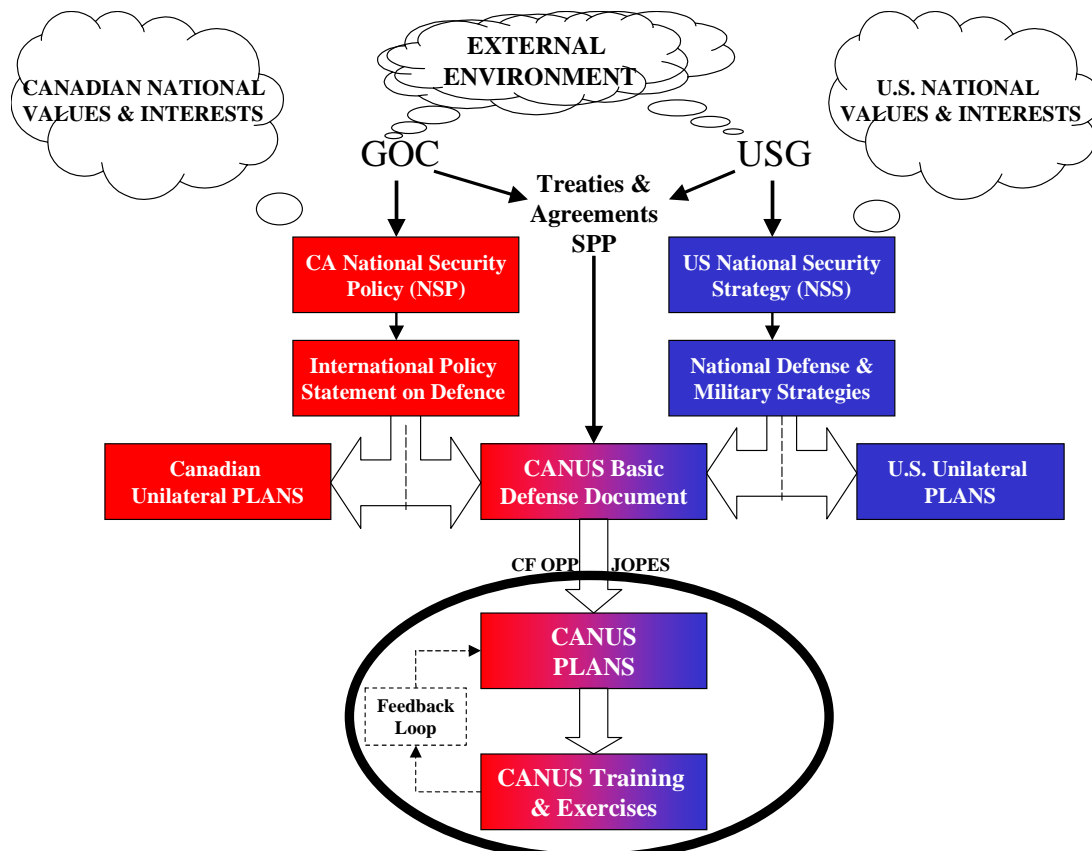 CANADIAN NATIONAL
VALUES & INTERESTS
EXTERNAL
ENVIRONMENT
U.S. NATIONAL
VALUES & INTERESTS
GOC
USG
Treaties &
Agreements
SPP
CA National Security
Policy (NSP)
US National Security
Strategy (NSS)
International Policy
Statement on Defence
National Defense &
Military Strategies
Canadian
Unilateral PLANS
CANUS Basic
Defense Document
U.S. Unilateral
PLANS
CF OPP
JOPES
CANUS
PLANS
Feedback
Loop
CANUS Training
& Exercises